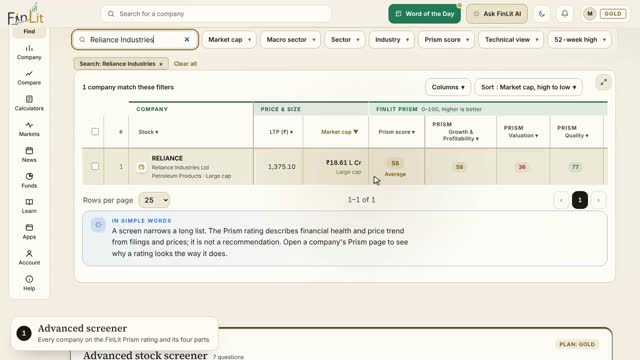 FinLit
Search for a company
Word of the Day
Ask FinLit AI
M
GOLD
Find
Company
Compare
Calculators
Markets
News
Funds
Learn
Apps
Account
Help
Reliance Industries
Market cap
Macro sector
Sector
Industry
Prism score
Technical view
52-week high
Search: Reliance Industries ×
Clear all
1 company match these filters
Columns
Sort : Market cap, high to low
COMPANY
PRICE & SIZE
FINLIT PRISM 0–100, higher is better
#
Stock
LTP (₹)
Market cap
Prism score
PRISM
Growth &
Profitability
PRISM
Valuation
PRISM
Quality
1
RELIANCE
Reliance Industries Ltd
Petroleum Products · Large cap
1,375.10
₹18.61 L Cr
Large cap
58
Average
58
36
77
Rows per page
25
1–1 of 1
1
IN SIMPLE WORDS
A screen narrows a long list. The Prism rating describes financial health and price trend
from filings and prices; it is not a recommendation. Open a company's Prism page to see
why a rating looks the way it does.
1
Advanced screener
Every company on the FinLit Prism rating and its four parts
PLAN: GOLD
Advanced stock screener
7 questions